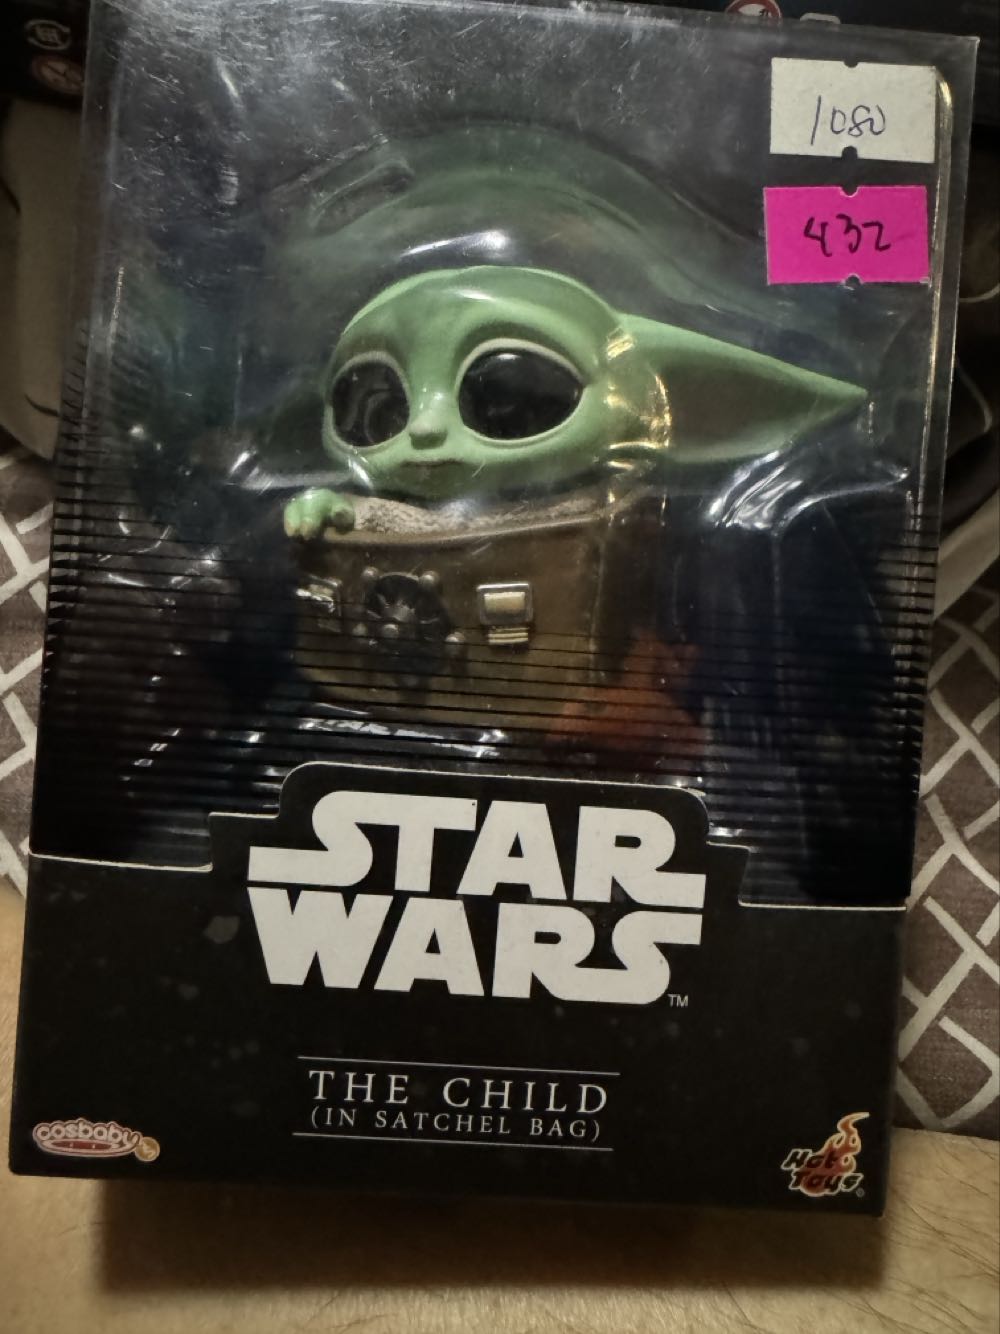 1080
432
STAR
WARS
TM
THE CHILD
(IN SATCHEL BAG)
cosbaby
Hot
Toys